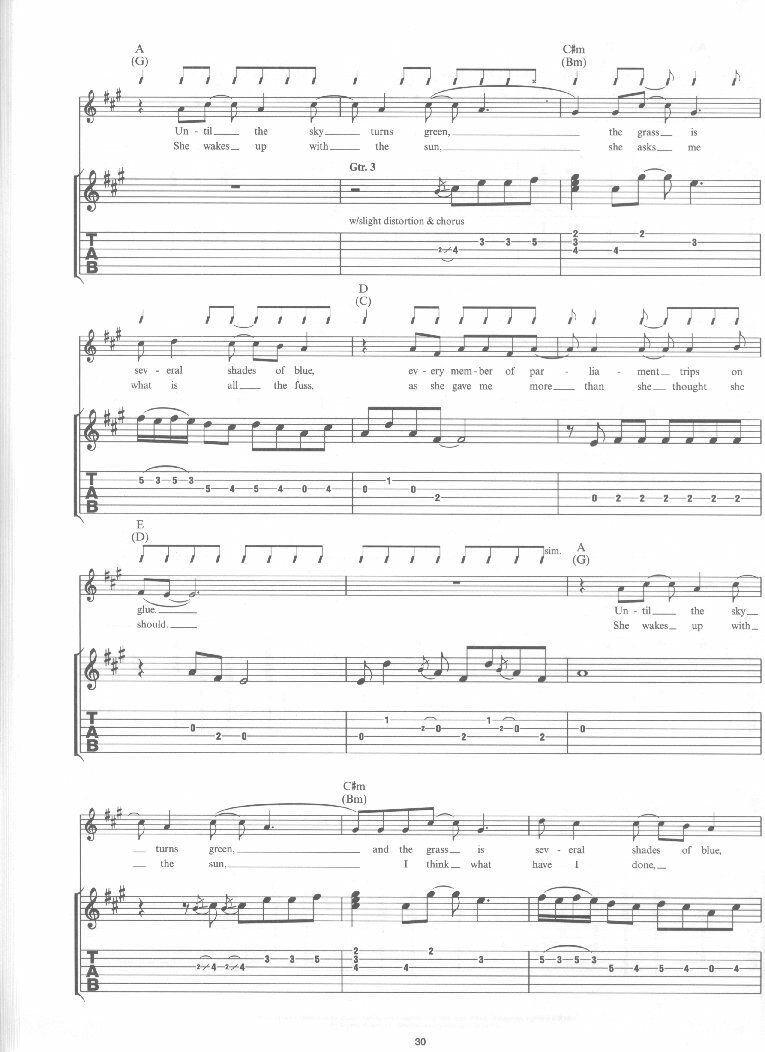 A C#m
(G) (Bm)
Un - til the sky turns green, the grass is
She wakes up with the sun, she asks me
Gtr. 3
w/slight distortion & chorus
T 3 3 5 2 2
A 2 4 3 4 3
B 4
D
(C)
sev - eral shades of blue, ev - ery mem - ber of par - lia - ment trips on
what is all the fuss. as she gave me more than she thought she
T 5 3 5 3 1
A 5 4 5 4 0 4 0 0
B 2 0 2 2 2 2 2 2
E
(D) sim. A
(G)
glue. Un - til the sky
should. She wakes up with
T 1 1
A 0 2 0 2 0 0
B 2 0 0 2 2
C#m
(Bm)
turns green, and the grass is sev - eral shades of blue,
the sun, I think what have I done,
T 3 3 5 2 2 3 5 3 5 3
A 2 4 2 4 3 4 5 4 5 4 0 4
B 4
30